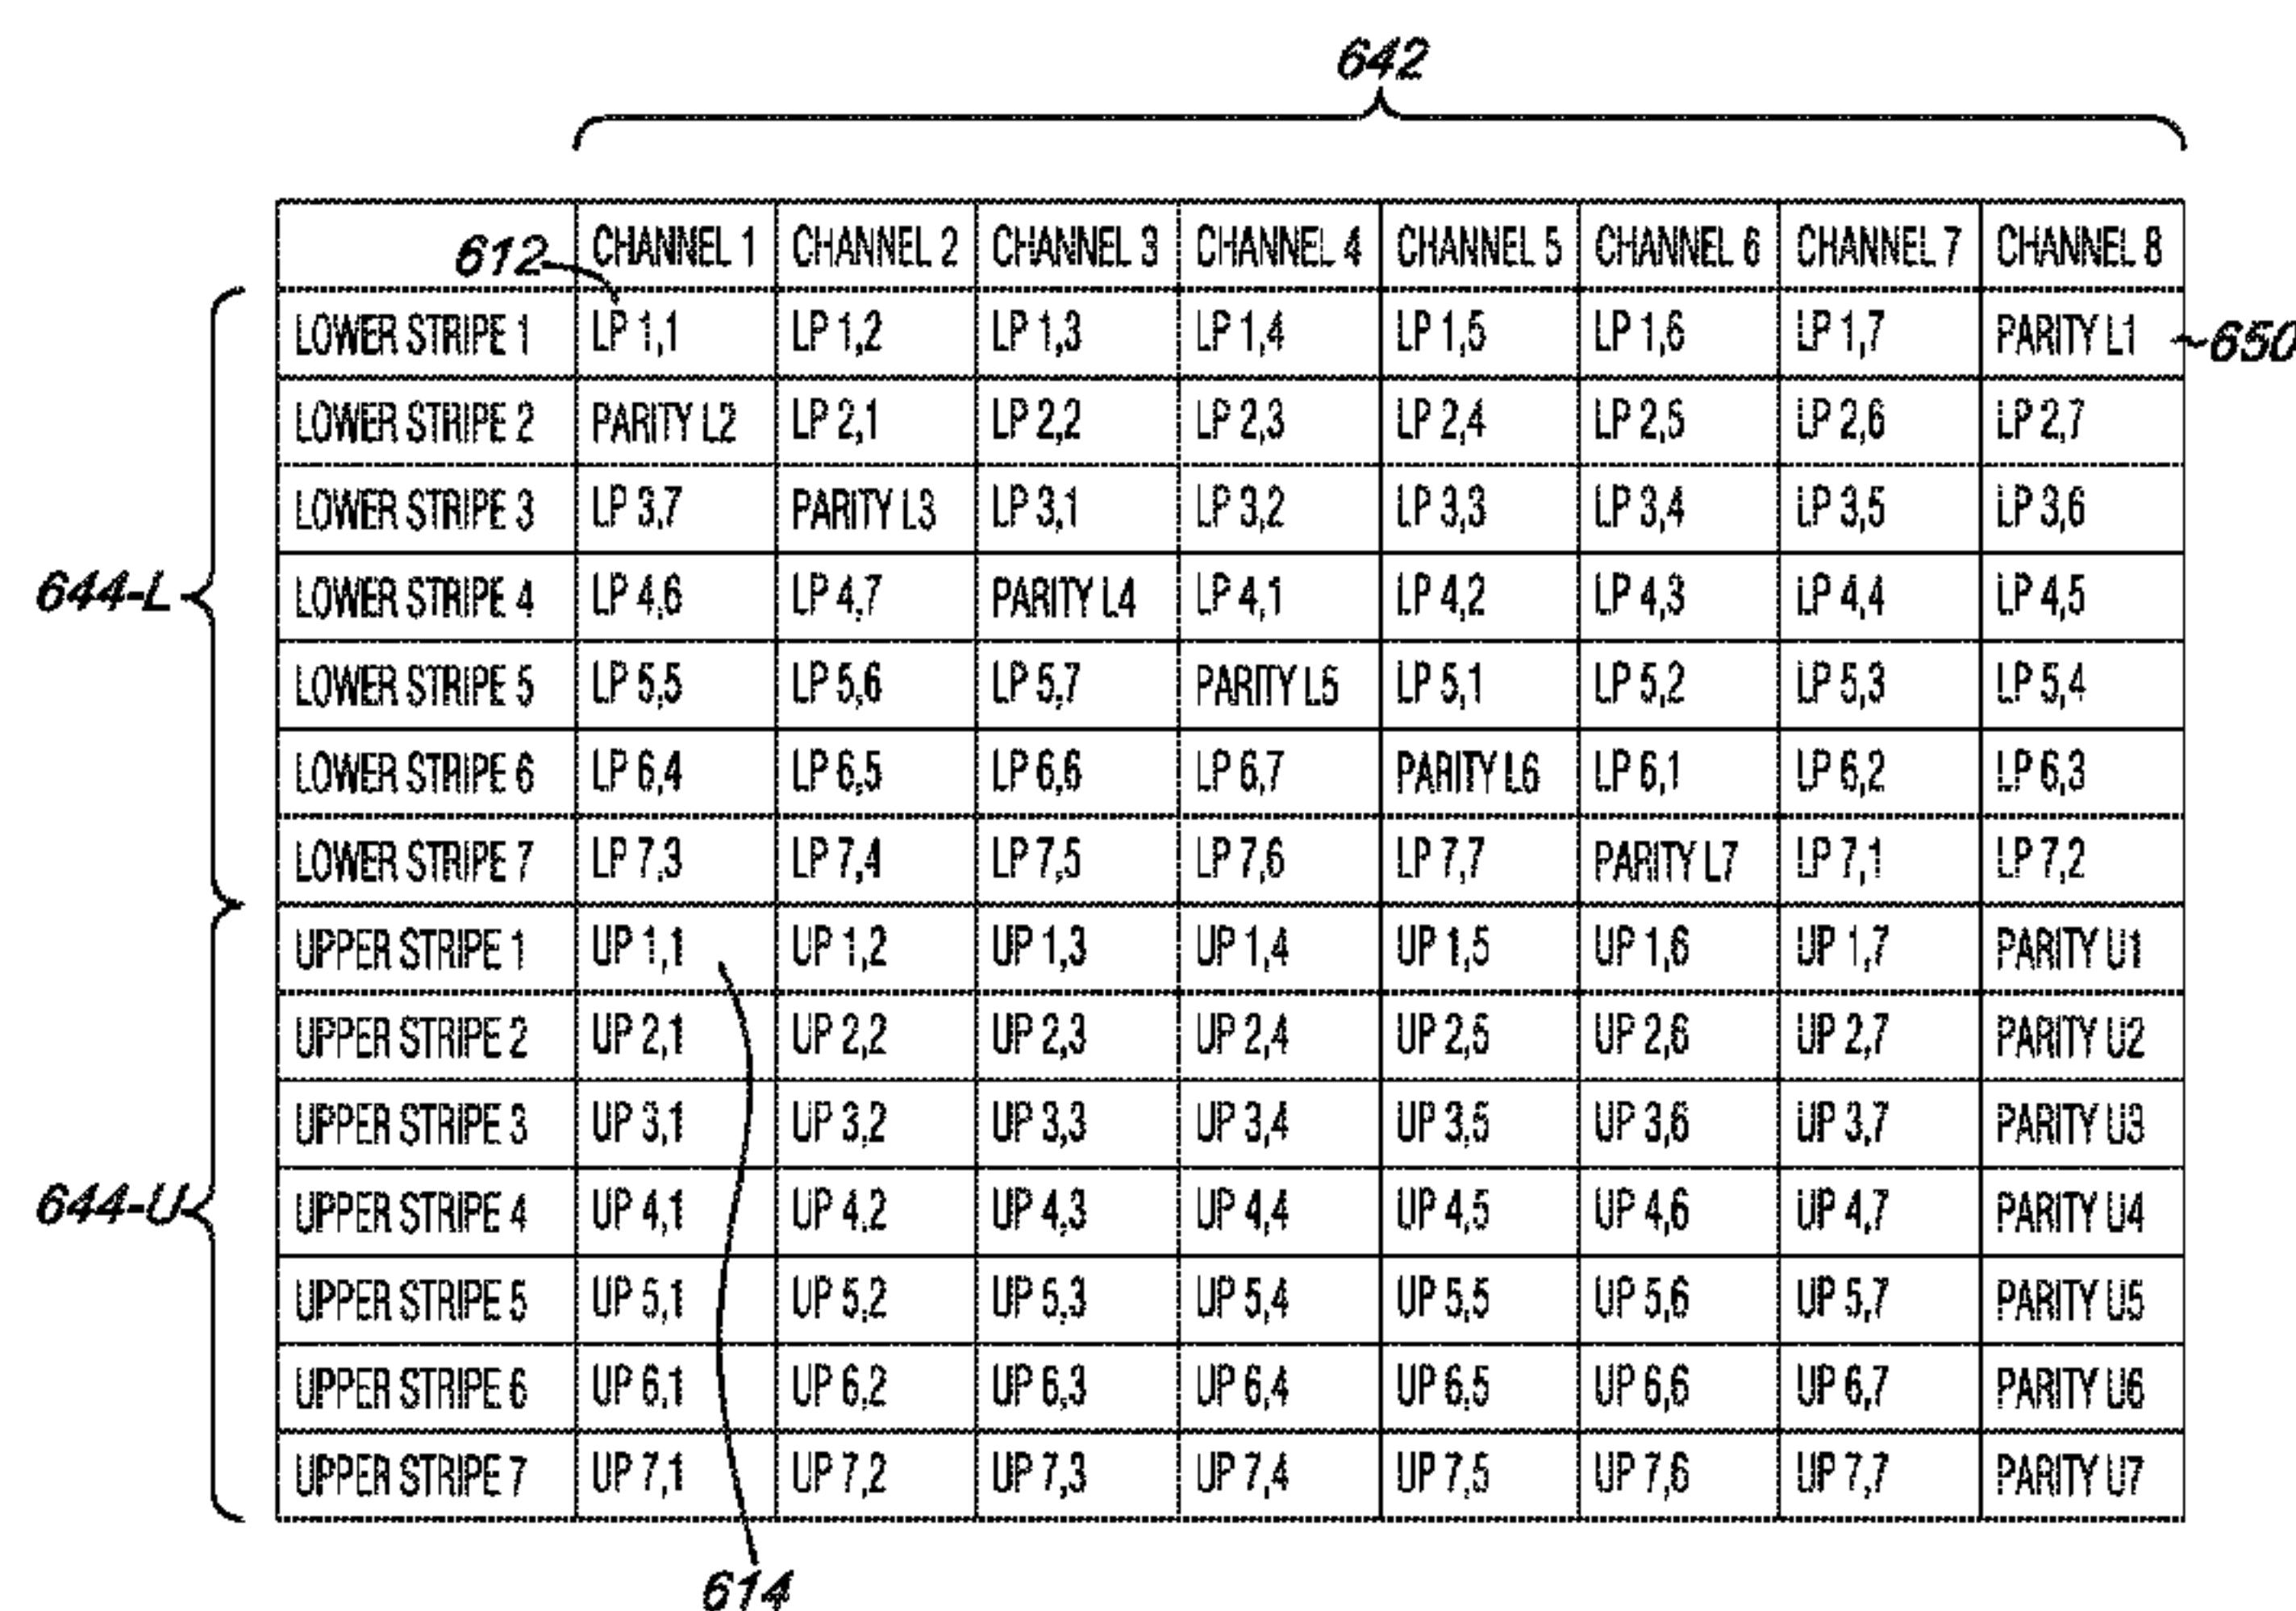 642
CHANNEL 1 CHANNEL 2 CHANNEL 3 CHANNEL 4 CHANNEL 5 CHANNEL 6 CHANNEL 7 CHANNEL 8
612
LOWER STRIPE 1 LP 1,1 LP 1,2 LP 1,3 LP 1,4 LP 1,5 LP 1,6 LP 1,7 PARITY L1
650
LOWER STRIPE 2 PARITY L2 LP 2,1 LP 2,2 LP 2,3 LP 2,4 LP 2,5 LP 2,6 LP 2,7
LOWER STRIPE 3 LP 3,7 PARITY L3 LP 3,1 LP 3,2 LP 3,3 LP 3,4 LP 3,5 LP 3,6
644-L
LOWER STRIPE 4 LP 4,6 LP 4,7 PARITY L4 LP 4,1 LP 4,2 LP 4,3 LP 4,4 LP 4,5
LOWER STRIPE 5 LP 5,5 LP 5,6 LP 5,7 PARITY L5 LP 5,1 LP 5,2 LP 5,3 LP 5,4
LOWER STRIPE 6 LP 6,4 LP 6,5 LP 6,6 LP 6,7 PARITY L6 LP 6,1 LP 6,2 LP 6,3
LOWER STRIPE 7 LP 7,3 LP 7,4 LP 7,5 LP 7,6 LP 7,7 PARITY L7 LP 7,1 LP 7,2
UPPER STRIPE 1 UP 1,1 UP 1,2 UP 1,3 UP 1,4 UP 1,5 UP 1,6 UP 1,7 PARITY U1
UPPER STRIPE 2 UP 2,1 UP 2,2 UP 2,3 UP 2,4 UP 2,5 UP 2,6 UP 2,7 PARITY U2
UPPER STRIPE 3 UP 3,1 UP 3,2 UP 3,3 UP 3,4 UP 3,5 UP 3,6 UP 3,7 PARITY U3
644-U
UPPER STRIPE 4 UP 4,1 UP 4,2 UP 4,3 UP 4,4 UP 4,5 UP 4,6 UP 4,7 PARITY U4
UPPER STRIPE 5 UP 5,1 UP 5,2 UP 5,3 UP 5,4 UP 5,5 UP 5,6 UP 5,7 PARITY U5
UPPER STRIPE 6 UP 6,1 UP 6,2 UP 6,3 UP 6,4 UP 6,5 UP 6,6 UP 6,7 PARITY U6
UPPER STRIPE 7 UP 7,1 UP 7,2 UP 7,3 UP 7,4 UP 7,5 UP 7,6 UP 7,7 PARITY U7
614